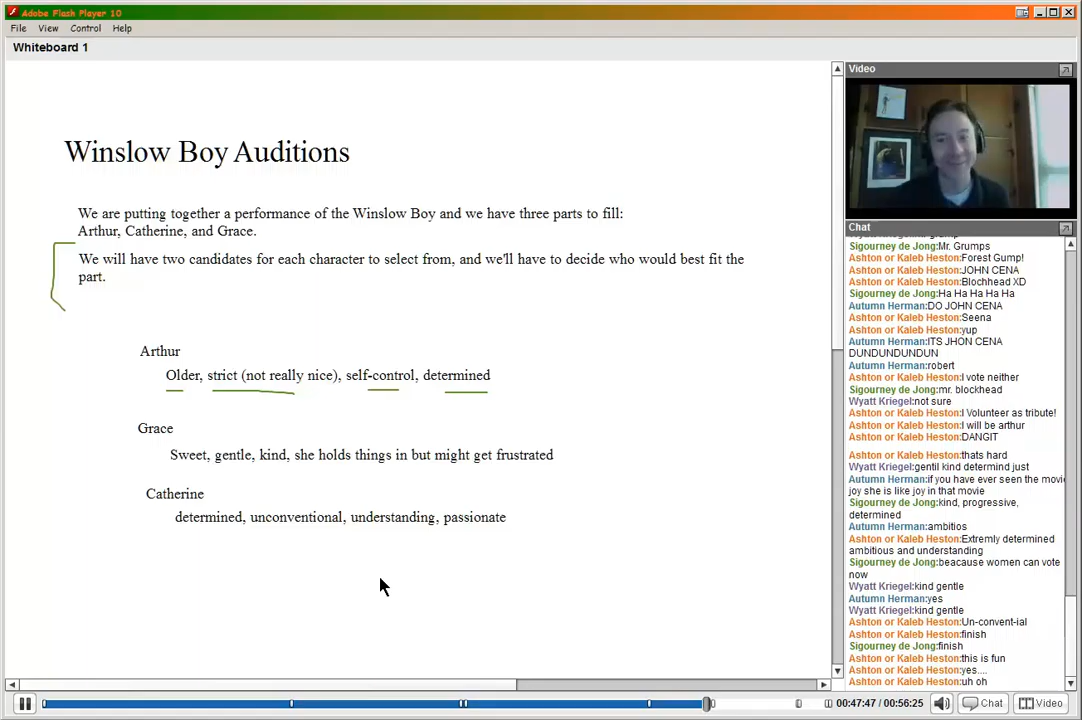 Adobe Flash Player 10
File View Control Help
Whiteboard 1
Winslow Boy Auditions
We are putting together a performance of the Winslow Boy and we have three parts to fill:
Arthur, Catherine, and Grace.
We will have two candidates for each character to select from, and we'll have to decide who would best fit the
part.
Arthur
Older, strict (not really nice), self-control, determined
Grace
Sweet, gentle, kind, she holds things in but might get frustrated
Catherine
determined, unconventional, understanding, passionate
Video
Chat
Sigourney de Jong:Mr. Grumps
Ashton or Kaleb Heston:Forest Gump!
Ashton or Kaleb Heston:JOHN CENA
Ashton or Kaleb Heston:Blochhead XD
Sigourney de Jong:Ha Ha Ha Ha Ha
Autumn Herman:DO JOHN CENA
Ashton or Kaleb Heston:Seena
Ashton or Kaleb Heston:yup
Autumn Herman:ITS JHON CENA
DUNDUNDUNDUN
Autumn Herman:robert
Ashton or Kaleb Heston:I vote neither
Sigourney de Jong:mr. blockhead
Wyatt Kriegel:not sure
Ashton or Kaleb Heston:I Volunteer as tribute!
Ashton or Kaleb Heston:I will be arthur
Ashton or Kaleb Heston:DANGIT
Ashton or Kaleb Heston:thats hard
Wyatt Kriegel:gentil kind determind just
Autumn Herman:if you have ever seen the movie
joy she is like joy in that movie
Sigourney de Jong:kind, progressive,
determined
Autumn Herman:ambitios
Ashton or Kaleb Heston:Extremly determined
ambitious and understanding
Sigourney de Jong:beacause women can vote
now
Wyatt Kriegel:kind gentle
Autumn Herman:yes
Wyatt Kriegel:kind gentle
Ashton or Kaleb Heston:Un-convent-ial
Ashton or Kaleb Heston:finish
Sigourney de Jong:finish
Ashton or Kaleb Heston:this is fun
Ashton or Kaleb Heston:yes....
Ashton or Kaleb Heston:uh oh
00:47:47 / 00:56:25
Chat
Video